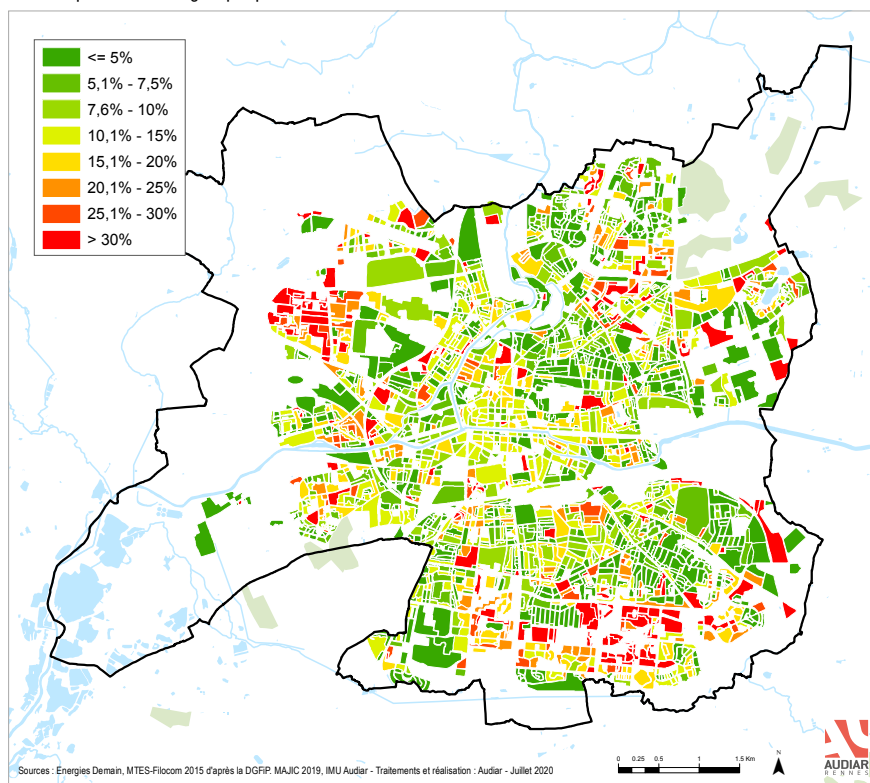 <= 5%
5,1% - 7,5%
7,6% - 10%
10,1% - 15%
15,1% - 20%
20,1% - 25%
25,1% - 30%
> 30%
Sources : Energies Demain, MTES-Filocom 2015 d'après la DGFiP. MAJIC 2019, IMU Audiar - Traitements et réalisation : Audiar - Juillet 2020
0 0.25 0.5 1 1.5 Km
N
AUDIAR
RENNES